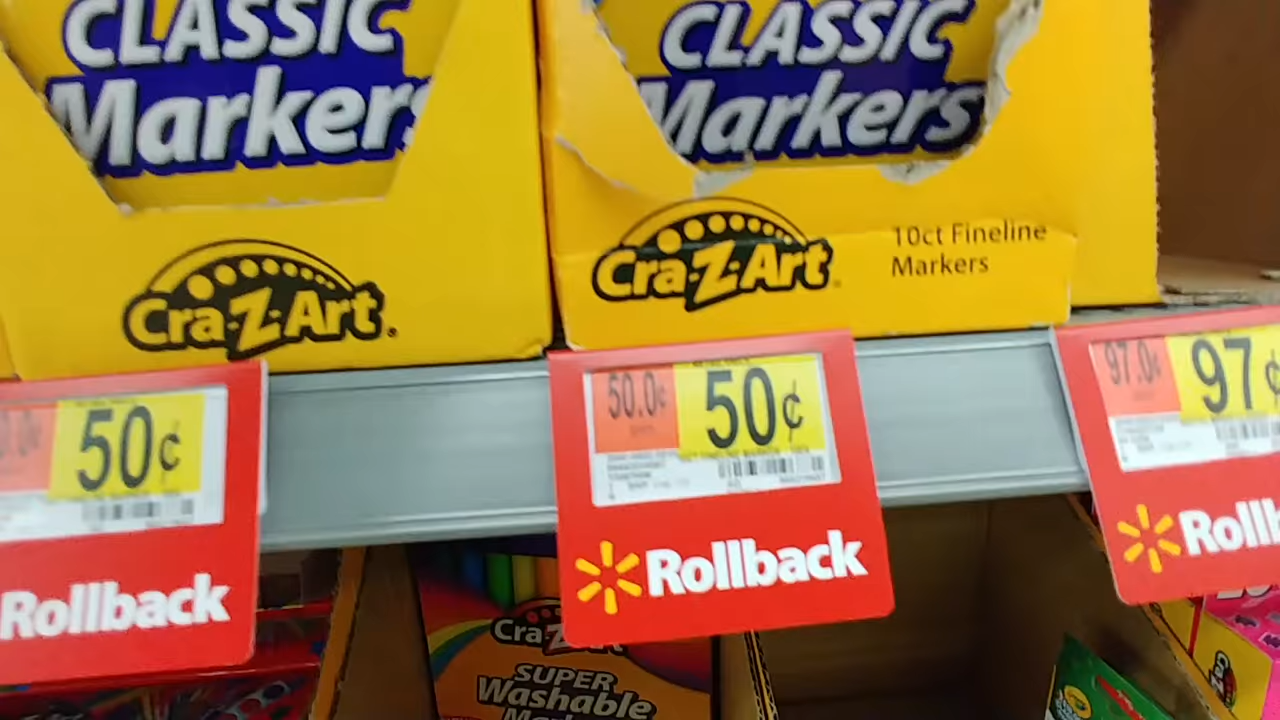 CLASSIC
Markers
Cra-Z-Art
CLASSIC
Markers
Cra-Z-Art
10ct Fineline
Markers
50¢
Rollback
50.0¢
50¢
Rollback
97.0¢
97¢
Rollb
Cra-Z
SUPER
Washable